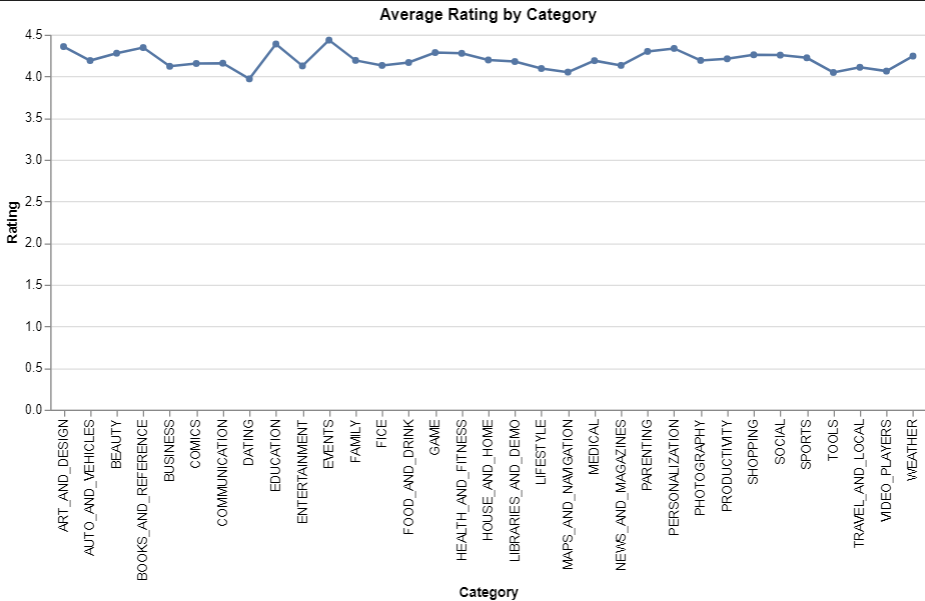 Average Rating by Category
Rating
4.5
4.0
3.5
3.0
2.5
2.0
1.5
1.0
0.5
0.0
ART_AND_DESIGN
AUTO_AND_VEHICLES
BEAUTY
BOOKS_AND_REFERENCE
BUSINESS
COMICS
COMMUNICATION
DATING
EDUCATION
ENTERTAINMENT
EVENTS
FAMILY
FICE
FOOD_AND_DRINK
GAME
HEALTH_AND_FITNESS
HOUSE_AND_HOME
LIBRARIES_AND_DEMO
LIFESTYLE
MAPS_AND_NAVIGATION
MEDICAL
NEWS_AND_MAGAZINES
PARENTING
PERSONALIZATION
PHOTOGRAPHY
PRODUCTIVITY
SHOPPING
SOCIAL
SPORTS
TOOLS
TRAVEL_AND_LOCAL
VIDEO_PLAYERS
WEATHER
Category